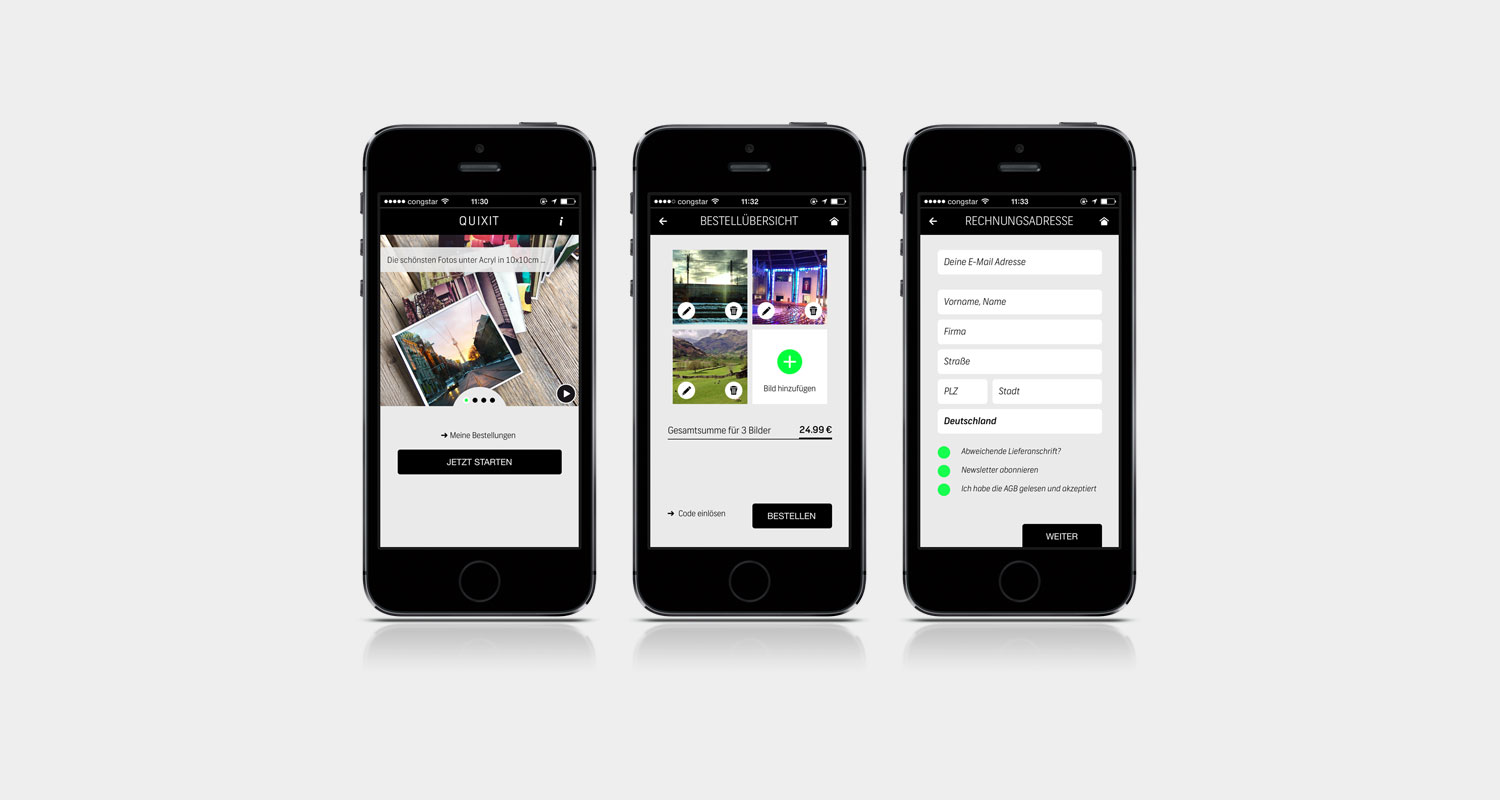 congstar 11:30
QUIXIT i
Die schönsten Fotos unter Acryl in 10x10cm ...
➔ Meine Bestellungen
JETZT STARTEN
congstar 11:32
BESTELLÜBERSICHT
Bild hinzufügen
Gesamtsumme für 3 Bilder 24.99 €
➔ Code einlösen
BESTELLEN
congstar 11:33
RECHNUNGSADRESSE
Deine E-Mail Adresse
Vorname, Name
Firma
Straße
PLZ Stadt
Deutschland
Abweichende Lieferanschrift?
Newsletter abonnieren
Ich habe die AGB gelesen und akzeptiert
WEITER